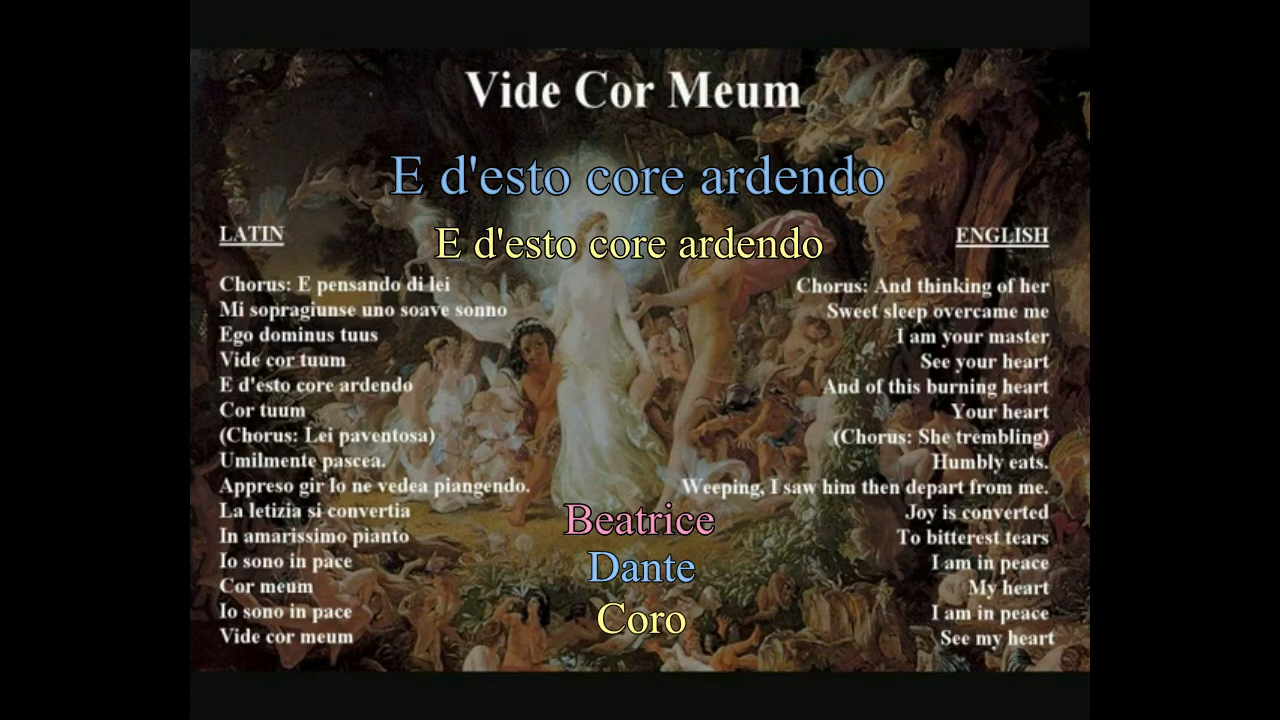 Vide Cor Meum
E d'esto core ardendo
E d'esto core ardendo
LATIN
Chorus: E pensando di lei
Mi sopragiunse uno soave sonno
Ego dominus tuus
Vide cor tuum
E d'esto core ardendo
Cor tuum
(Chorus: Lei paventosa)
Umilmente pascea.
Appreso gir lo ne vedea piangendo.
La letizia si convertia
In amarissimo pianto
Io sono in pace
Cor meum
Io sono in pace
Vide cor meum
ENGLISH
Chorus: And thinking of her
Sweet sleep overcame me
I am your master
See your heart
And of this burning heart
Your heart
(Chorus: She trembling)
Humbly eats.
Weeping, I saw him then depart from me.
Joy is converted
To bitterest tears
I am in peace
My heart
I am in peace
See my heart
Beatrice
Dante
Coro